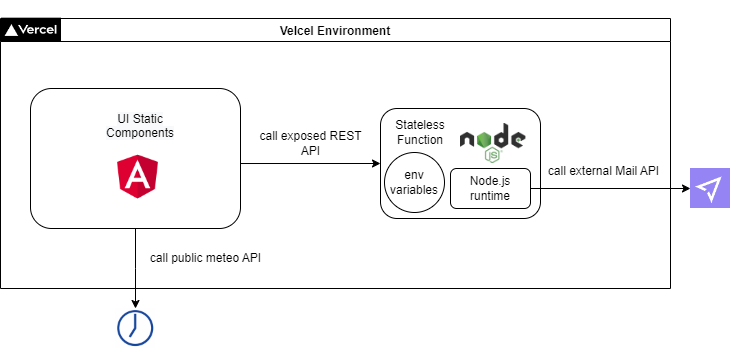 Vercel
Velcel Environment
UI Static
Components
call exposed REST
API
Stateless
Function
node
JS
env
variables
Node.js
runtime
call external Mail API
call public meteo API